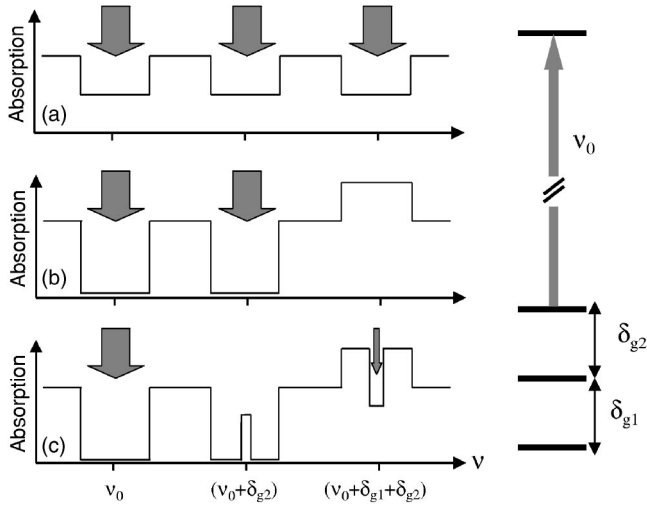 Absorption
(a)
ν₀
Absorption
(b)
δg2
δg1
Absorption
(c)
ν
ν₀
(ν₀+δg2)
(ν₀+δg1+δg2)